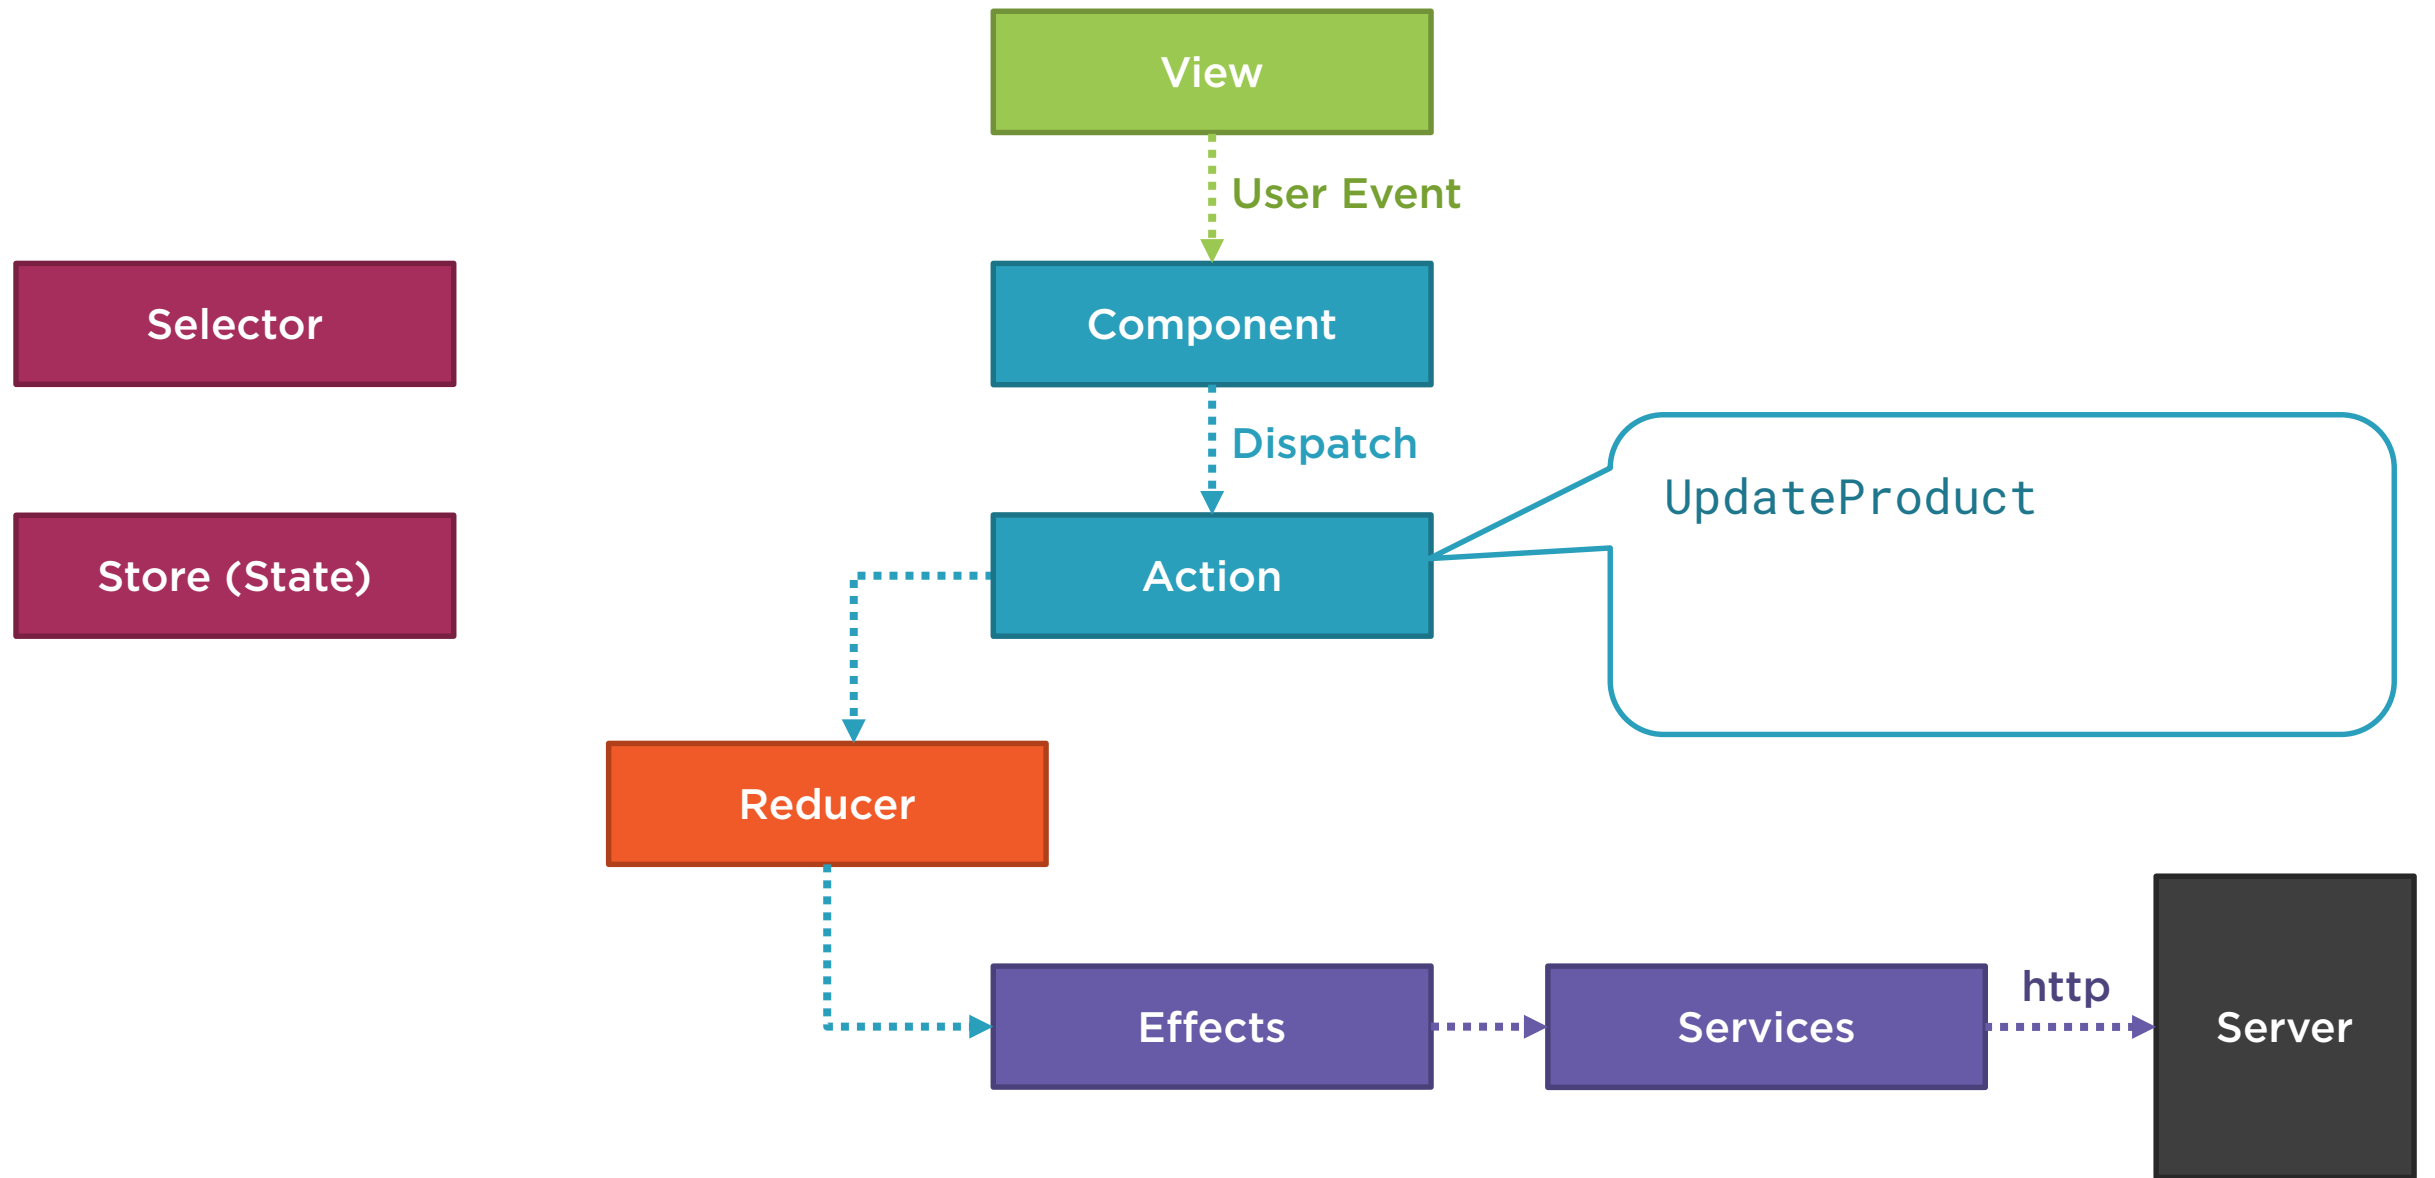 View
User Event
Selector
Component
Dispatch
UpdateProduct
Store (State)
Action
Reducer
http
Effects
Services
Server